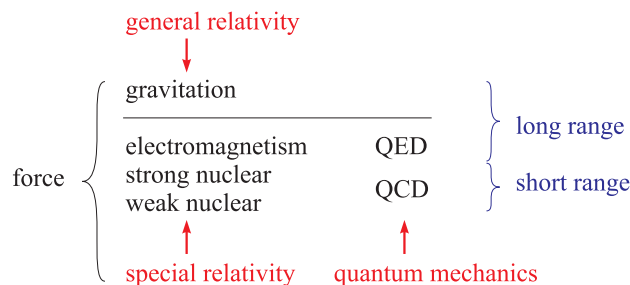 general relativity
gravitation
electromagnetism QED
long range
force
strong nuclear
QCD
short range
weak nuclear
special relativity quantum mechanics